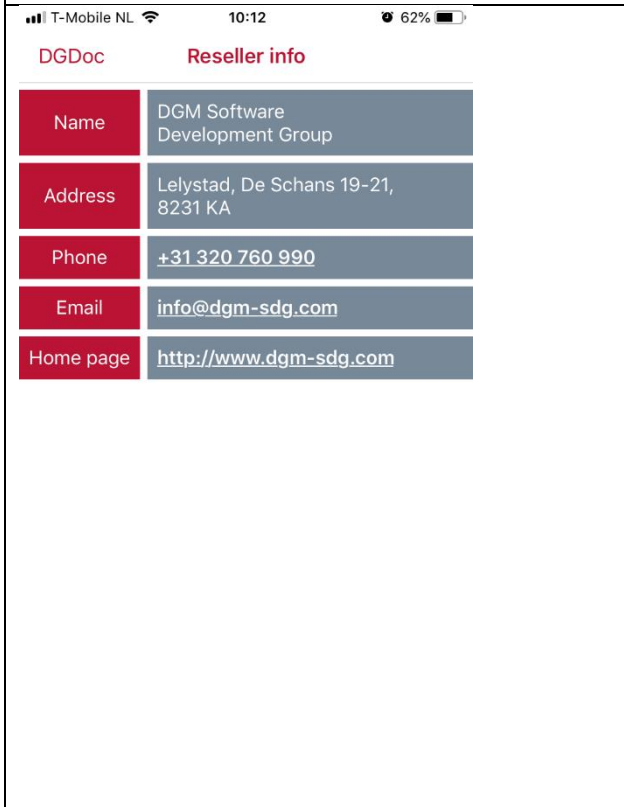 T-Mobile NL 10:12 62%
DGDoc Reseller info
Name
DGM Software
Development Group
Address
Lelystad, De Schans 19-21,
8231 KA
Phone
+31 320 760 990
Email
info@dgm-sdg.com
Home page
http://www.dgm-sdg.com